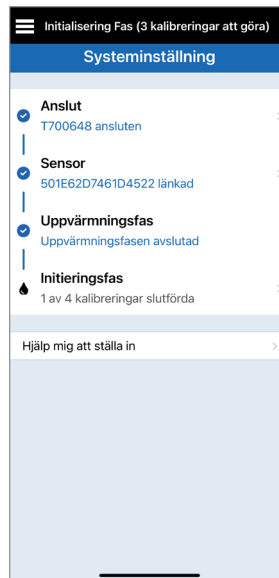 Initialisering Fas (3 kalibreringar att göra)
Systeminställning
Anslut
T700648 ansluten
Sensor
501E62D7461D4522 länkad
Uppvärmningsfas
Uppvärmningsfasen avslutad
Initieringsfas
1 av 4 kalibreringar slutförda
Hjälp mig att ställa in